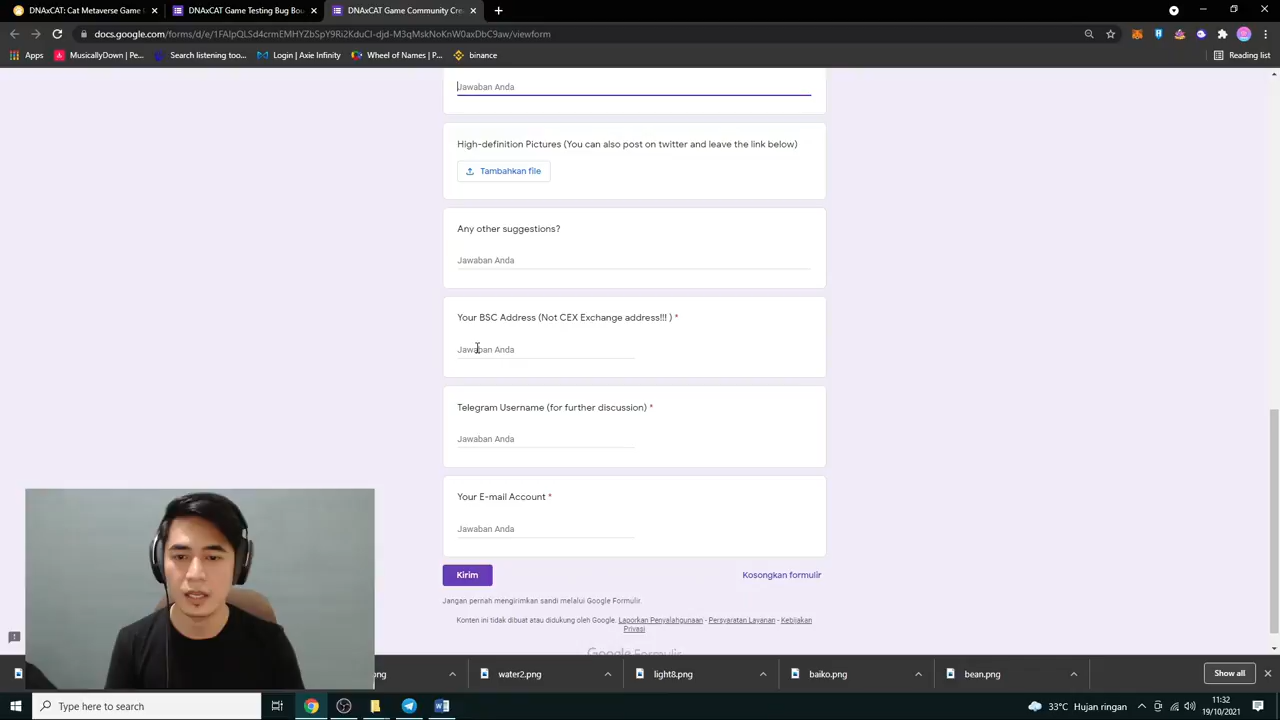 DNAxCAT: Cat Metaverse Game
DNAxCAT Game Testing Bug Bou
DNAxCAT Game Community Cre
docs.google.com/forms/d/e/1FAIpQLSd4crmEMHYZbSpY9Ri2KduCl-djd-M3qMskNoKnW0axDbC9aw/viewform
Apps
MusicallyDown | Pe...
Search listening too...
Login | Axie Infinity
Wheel of Names | P...
binance
Reading list
Jawaban Anda
High-definition Pictures (You can also post on twitter and leave the link below)
Tambahkan file
Any other suggestions?
Jawaban Anda
Your BSC Address (Not CEX Exchange address!!! ) *
Jawaban Anda
Telegram Username (for further discussion) *
Jawaban Anda
Your E-mail Account *
Jawaban Anda
Kirim
Kosongkan formulir
Jangan pernah mengirimkan sandi melalui Google Formulir.
Konten ini tidak dibuat atau didukung oleh Google. Laporkan Penyalahgunaan - Persyaratan Layanan - Kebijakan
Privasi
Google Formulir
ng
water2.png
light8.png
baiko.png
bean.png
Show all
Type here to search
33°C Hujan ringan
11:32
19/10/2021